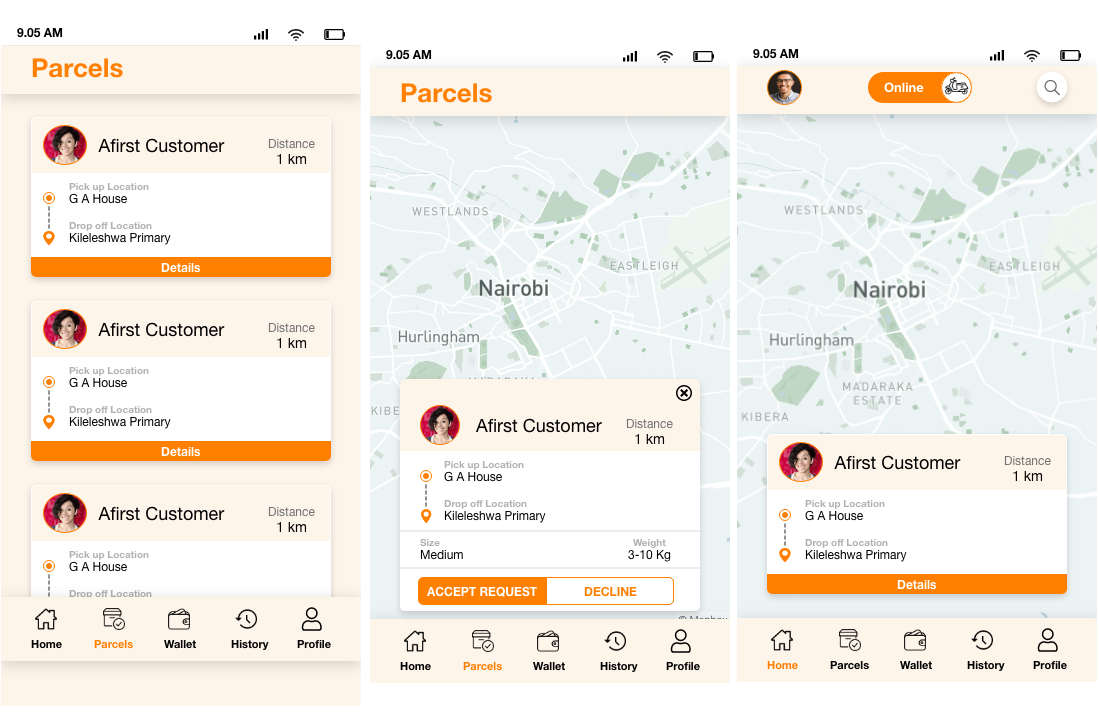 9.05 AM
Parcels
Afirst Customer
Distance
1 km
Pick up Location
G A House
Drop off Location
Kileleshwa Primary
Details
Afirst Customer
Distance
1 km
Pick up Location
G A House
Drop off Location
Kileleshwa Primary
Details
Afirst Customer
Distance
1 km
Pick up Location
G A House
Drop off Location
Home Parcels Wallet History Profile
9.05 AM
Parcels
WESTLANDS
EASTLEIGH
Nairobi
Hurlingham
MADARAKA
KIBE
Afirst Customer
Distance
1 km
Pick up Location
G A House
Drop off Location
Kileleshwa Primary
Size
Medium
Weight
3-10 Kg
ACCEPT REQUEST
DECLINE
© Mapbox
Home Parcels Wallet History Profile
9.05 AM
Online
WESTLANDS
EASTLEIGH
Nairobi
Hurlingham
MADARAKA
ESTATE
KIBERA
Afirst Customer
Distance
1 km
Pick up Location
G A House
Drop off Location
Kileleshwa Primary
Details
Home Parcels Wallet History Profile